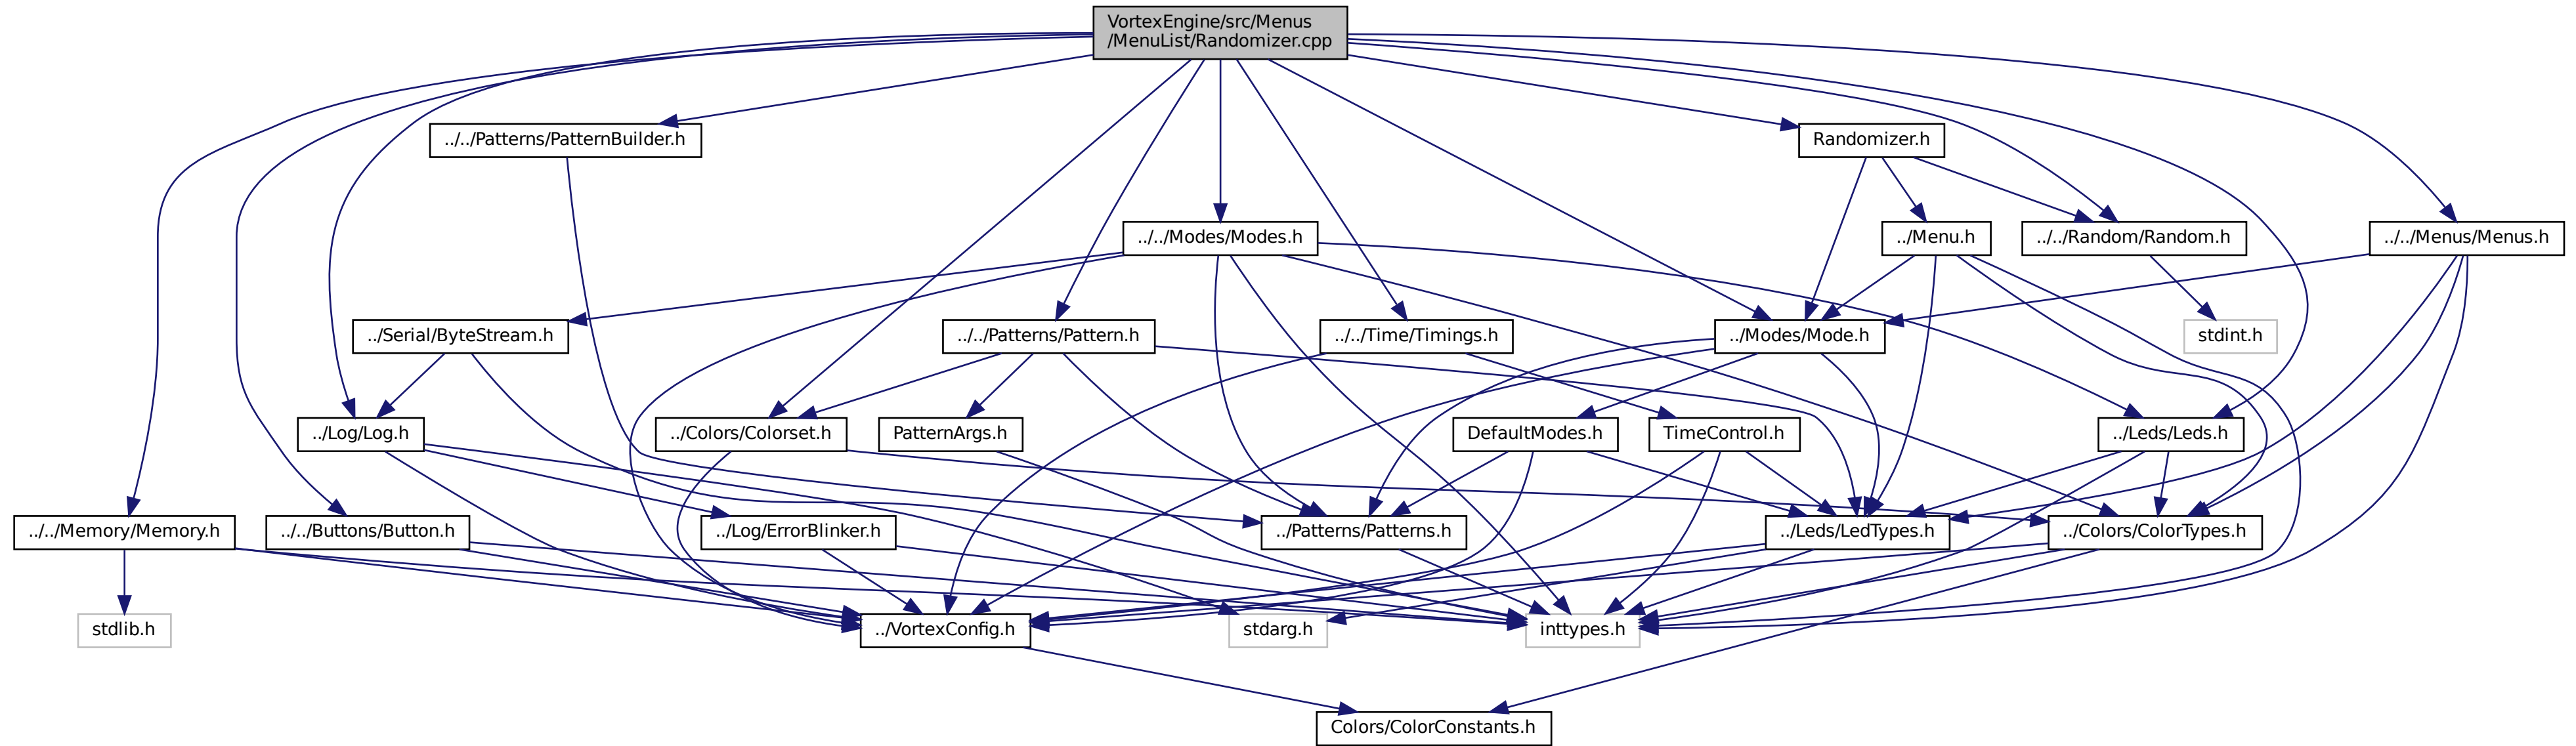 VortexEngine/src/Menus
/MenuList/Randomizer.cpp
../../Patterns/PatternBuilder.h
Randomizer.h
../../Modes/Modes.h
../Menu.h
../../Random/Random.h
../../Menus/Menus.h
../Serial/ByteStream.h
../../Patterns/Pattern.h
../../Time/Timings.h
../Modes/Mode.h
stdint.h
../Log/Log.h
../Colors/Colorset.h
PatternArgs.h
DefaultModes.h
TimeControl.h
../Leds/Leds.h
../../Memory/Memory.h
../../Buttons/Button.h
../Log/ErrorBlinker.h
../Patterns/Patterns.h
../Leds/LedTypes.h
../Colors/ColorTypes.h
stdlib.h
../VortexConfig.h
stdarg.h
inttypes.h
Colors/ColorConstants.h